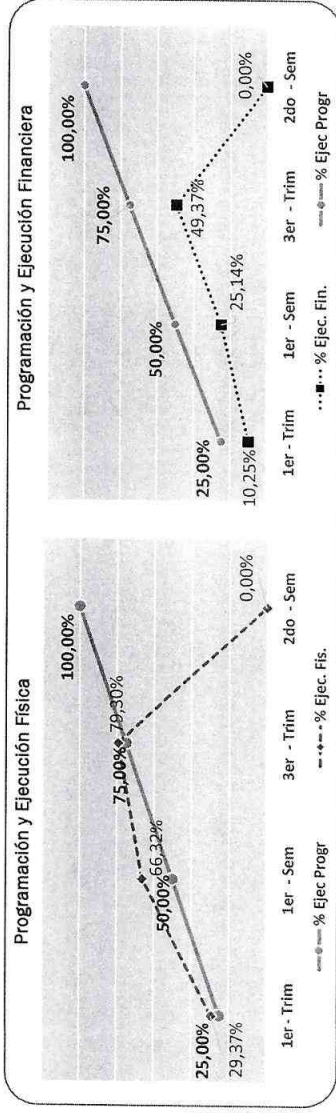 Programación y Ejecución Física
100,00%
79,30%
75,00%
66,32%
50,00%
25,00%
29,37%
0,00%
1er - Trim
1er - Sem
3er - Trim
2do - Sem
% Ejec Progr
% Ejec. Fis.
Programación y Ejecución Financiera
100,00%
75,00%
50,00%
49,37%
25,00%
25,14%
10,25%
0,00%
1er - Trim
1er - Sem
3er - Trim
2do - Sem
% Ejec. Fin.
% Ejec Progr